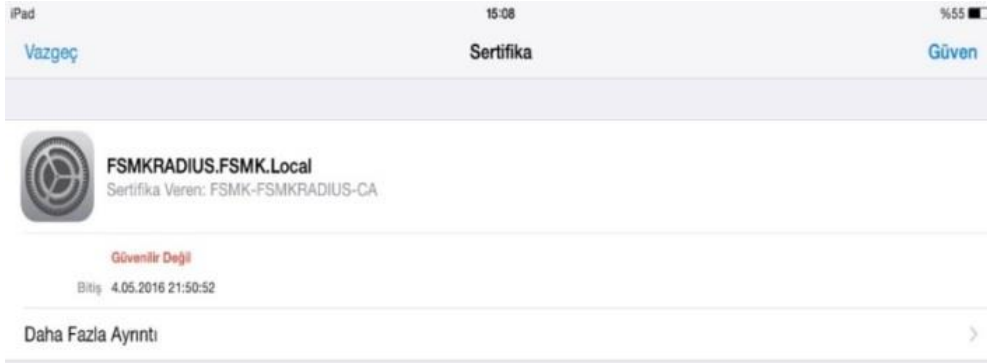 iPad 15:08 %55
Vazgeç Sertifika Güven
FSMKRADIUS.FSMK.Local
Sertifika Veren: FSMK-FSMKRADIUS-CA
Güvenilir Değil
Bitiş 4.05.2016 21:50:52
Daha Fazla Ayrıntı